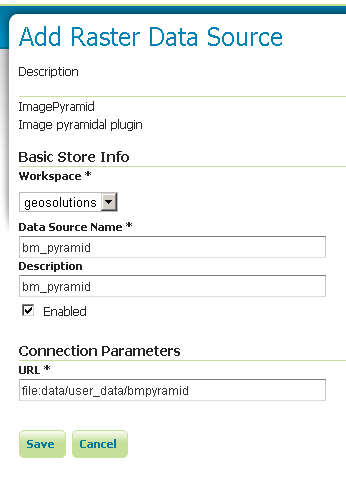 Add Raster Data Source
Description
ImagePyramid
Image pyramidal plugin
Basic Store Info
Workspace *
geosolutions
Data Source Name *
bm_pyramid
Description
bm_pyramid
Enabled
Connection Parameters
URL *
file:data/user_data/bmpyramid
Save Cancel